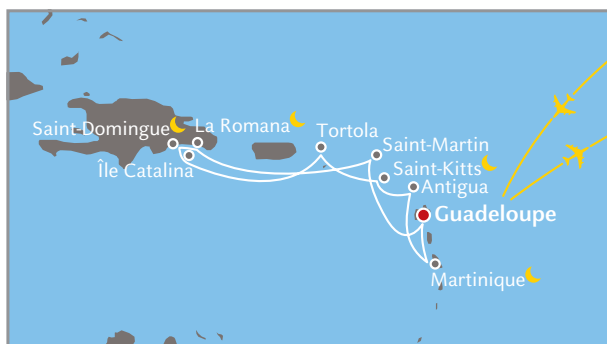 La Romana
Saint-Domingue
Tortola
Saint-Martin
Île Catalina
Saint-Kitts
Antigua
Guadeloupe
Martinique